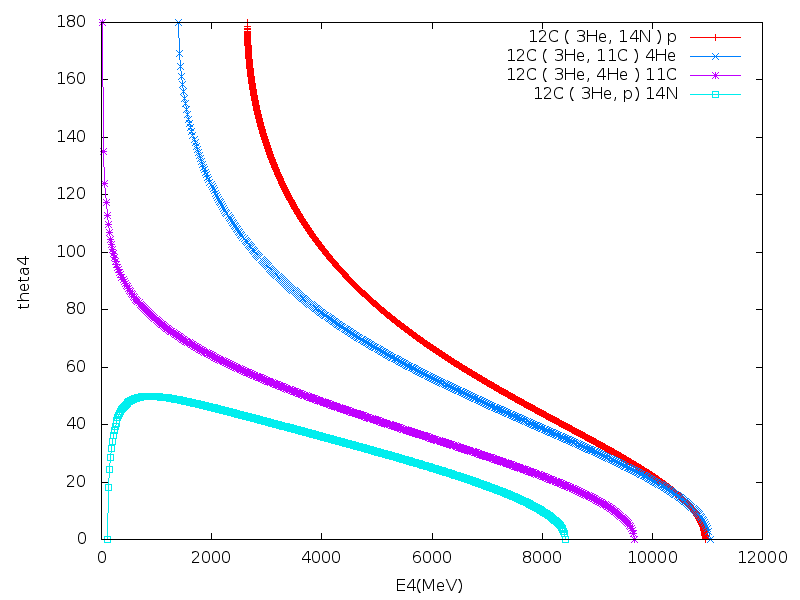 180
160
140
120
100
80
60
40
20
0
theta4
12C ( 3He, 14N ) p
12C ( 3He, 11C ) 4He
12C ( 3He, 4He ) 11C
12C ( 3He, p) 14N
0 2000 4000 6000 8000 10000 12000
E4(MeV)